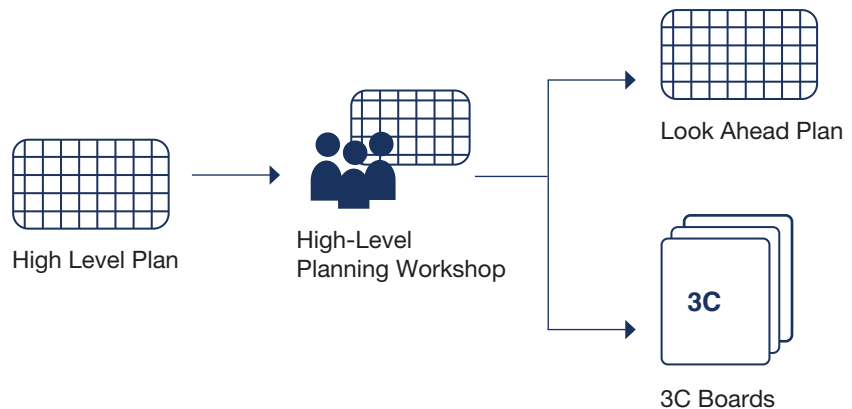 High Level Plan
High-Level
Planning Workshop
Look Ahead Plan
3C
3C Boards